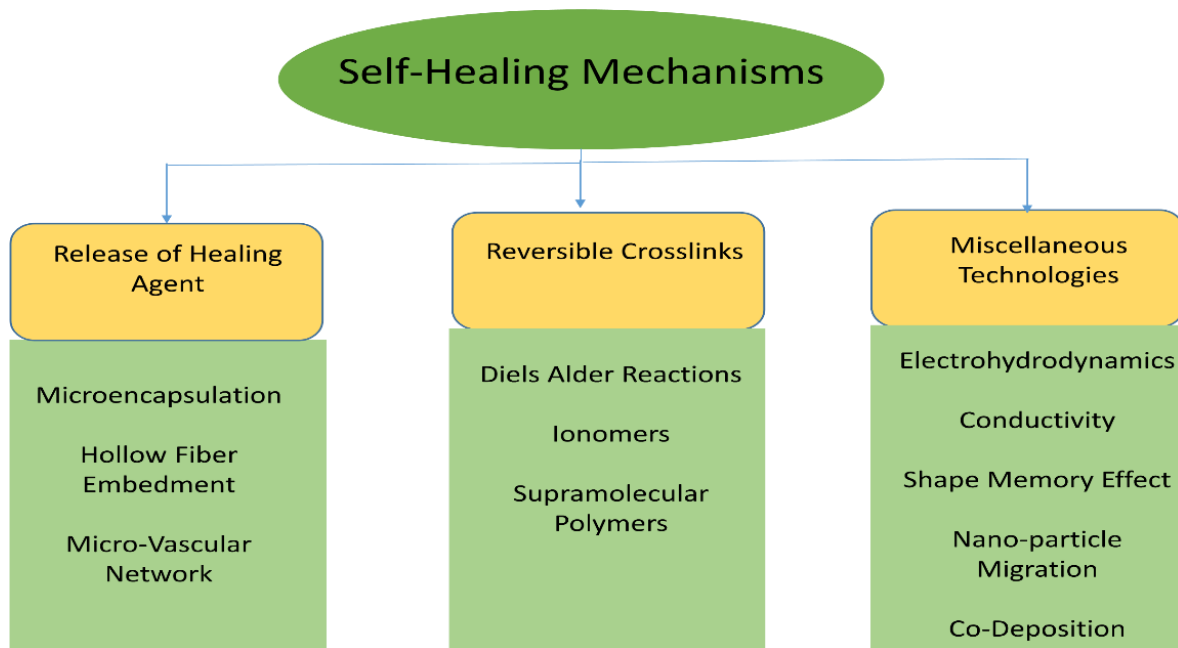 Self-Healing Mechanisms
Release of Healing
Agent
Microencapsulation
Hollow Fiber
Embedment
Micro-Vascular
Network
Reversible Crosslinks
Diels Alder Reactions
Ionomers
Supramolecular
Polymers
Miscellaneous
Technologies
Electrohydrodynamics
Conductivity
Shape Memory Effect
Nano-particle
Migration
Co-Deposition